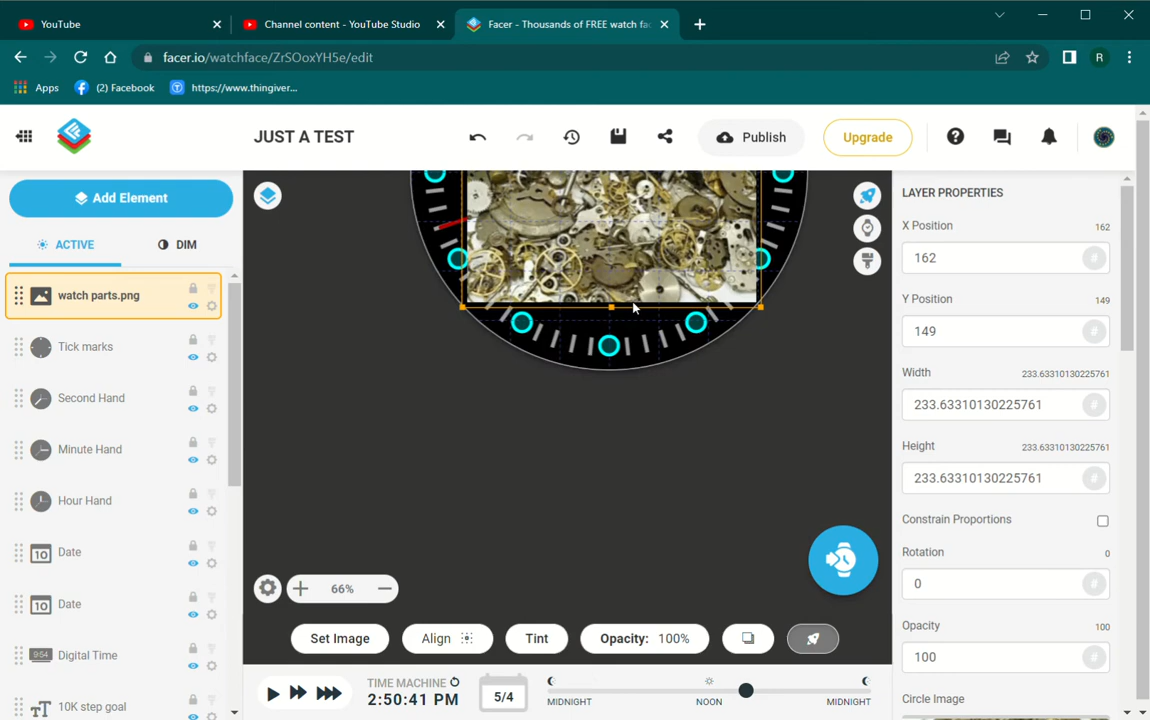 YouTube
Channel content - YouTube Studio
Facer - Thousands of FREE watch fac
facer.io/watchface/ZrSOoxYH5e/edit
R
Apps
(2) Facebook
https://www.thingiver...
JUST A TEST
Publish
Upgrade
Add Element
ACTIVE
DIM
watch parts.png
Tick marks
Second Hand
Minute Hand
Hour Hand
10 Date
10 Date
9:54 Digital Time
tT 10K step goal
66%
Set Image
Align
Tint
Opacity: 100%
TIME MACHINE
2:50:41 PM
5/4
MIDNIGHT
NOON
MIDNIGHT
LAYER PROPERTIES
X Position 162
162 #
Y Position 149
149 #
Width 233.63310130225761
233.63310130225761 #
Height 233.63310130225761
233.63310130225761 #
Constrain Proportions
Rotation 0
0 #
Opacity 100
100 #
Circle Image